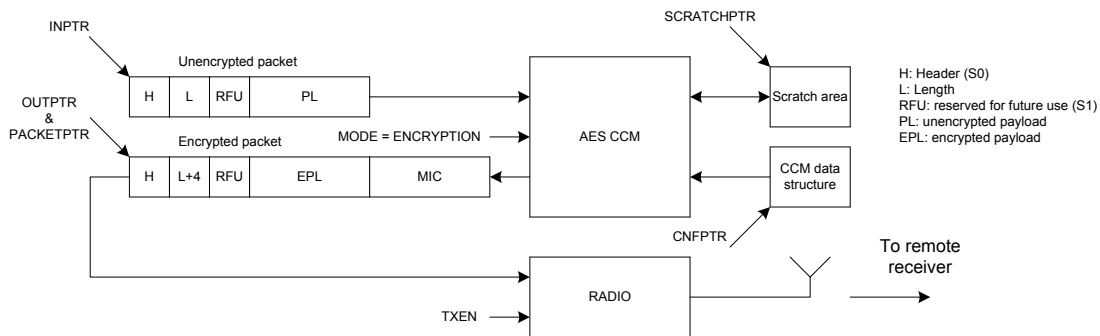 SCRATCHPTR
INPTR
Unencrypted packet
H L RFU PL
Scratch area
H: Header (S0)
L: Length
RFU: reserved for future use (S1)
PL: unencrypted payload
EPL: encrypted payload
OUTPTR
&
PACKETPTR
MODE = ENCRYPTION
AES CCM
Encrypted packet
H L+4 RFU EPL MIC
CCM data
structure
CNFPTR
To remote
receiver
RADIO
TXEN